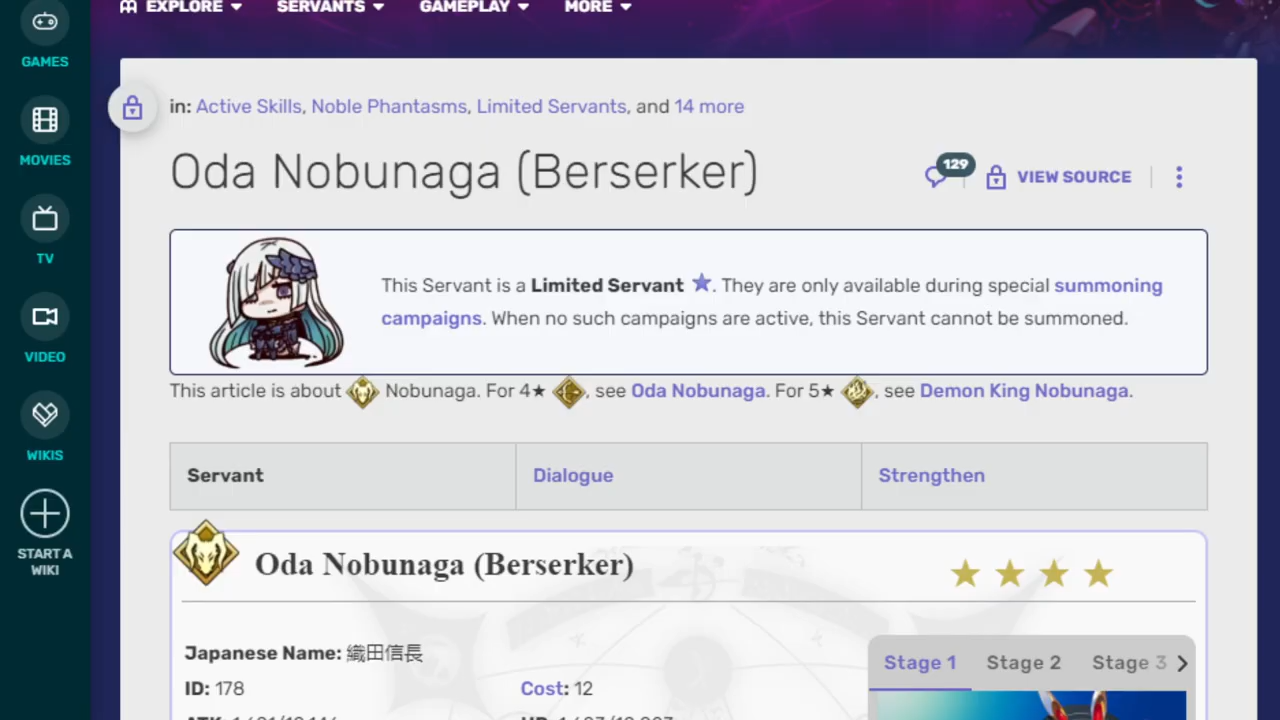 EXPLORE SERVANTS GAMEPLAY MORE
GAMES
MOVIES
TV
VIDEO
WIKIS
START A
WIKI
in: Active Skills, Noble Phantasms, Limited Servants, and 14 more
Oda Nobunaga (Berserker)
129
VIEW SOURCE
This Servant is a Limited Servant ★. They are only available during special summoning
campaigns. When no such campaigns are active, this Servant cannot be summoned.
This article is about Nobunaga. For 4★ , see Oda Nobunaga. For 5★ , see Demon King Nobunaga.
Servant Dialogue Strengthen
Oda Nobunaga (Berserker)
Japanese Name: 織田信長
ID: 178 Cost: 12
Stage 1 Stage 2 Stage 3